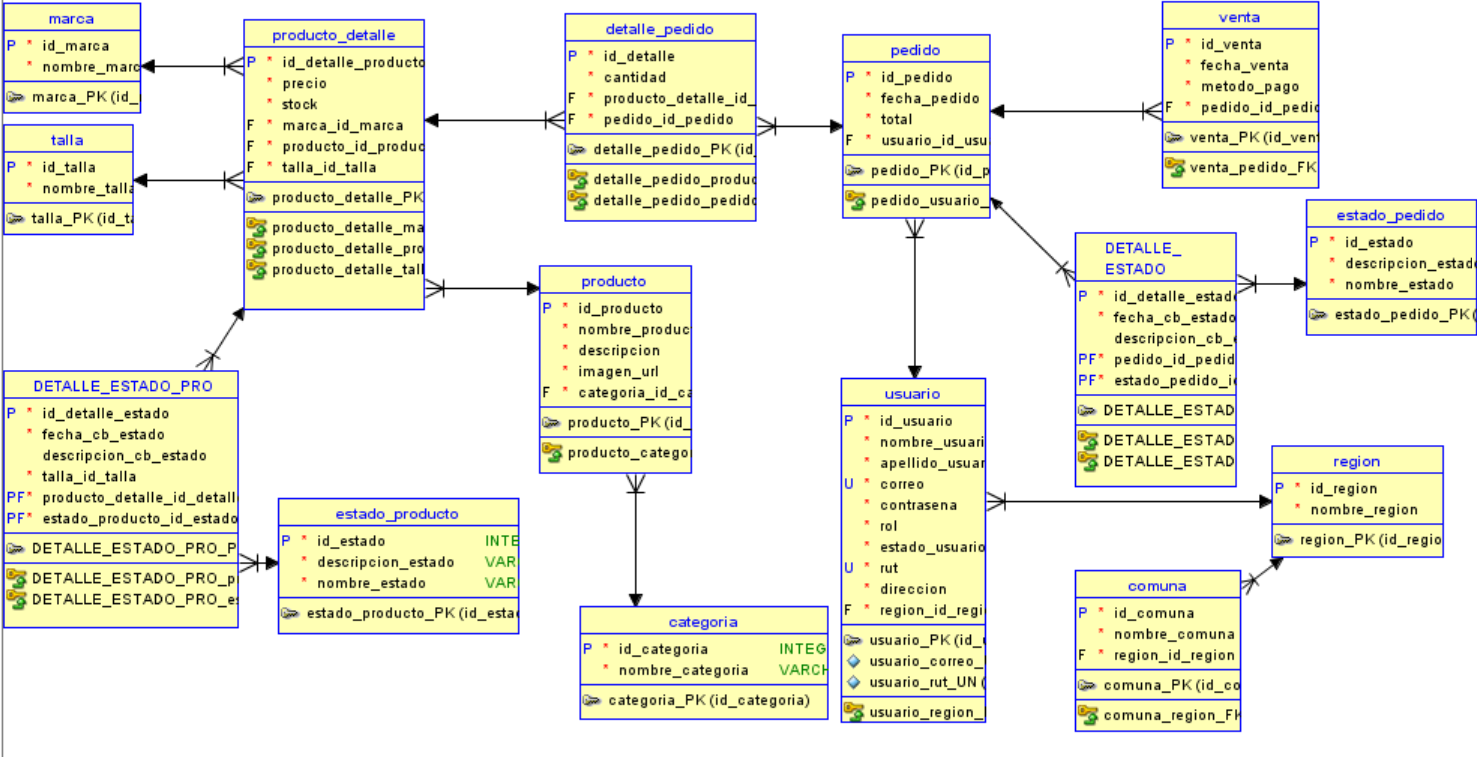 marca
P * id_marca
* nombre_marc
marca_PK (id_
talla
P * id_talla
* nombre_talla
talla_PK (id_ta
producto_detalle
P * id_detalle_producto
* precio
* stock
F * marca_id_marca
F * producto_id_produc
F * talla_id_talla
producto_detalle_PK
producto_detalle_ma
producto_detalle_pro
producto_detalle_tall
detalle_pedido
P * id_detalle
* cantidad
F * producto_detalle_id_
F * pedido_id_pedido
detalle_pedido_PK (id_
detalle_pedido_produc
detalle_pedido_pedido
pedido
P * id_pedido
* fecha_pedido
* total
F * usuario_id_usu
pedido_PK (id_p
pedido_usuario_
venta
P * id_venta
* fecha_venta
* metodo_pago
F * pedido_id_pedid
venta_PK (id_vent
venta_pedido_FK
estado_pedido
P * id_estado
* descripcion_estado
* nombre_estado
estado_pedido_PK (
DETALLE_
ESTADO
P * id_detalle_estado
* fecha_cb_estado
descripcion_cb_
PF* pedido_id_pedid
PF* estado_pedido_i
DETALLE_ESTAD
DETALLE_ESTAD
DETALLE_ESTAD
producto
P * id_producto
* nombre_produc
* descripcion
* imagen_url
F * categoria_id_ca
producto_PK (id_
producto_catego
DETALLE_ESTADO_PRO
P * id_detalle_estado
* fecha_cb_estado
descripcion_cb_estado
* talla_id_talla
PF* producto_detalle_id_detall
PF* estado_producto_id_estado
DETALLE_ESTADO_PRO_P
DETALLE_ESTADO_PRO_p
DETALLE_ESTADO_PRO_es
estado_producto
P * id_estado INTE
* descripcion_estado VAR
* nombre_estado VAR
estado_producto_PK (id_esta
categoria
P * id_categoria INTEG
* nombre_categoria VARCH
categoria_PK (id_categoria)
usuario
P * id_usuario
* nombre_usuari
* apellido_usuar
U * correo
* contrasena
* rol
* estado_usuario
U * rut
* direccion
F * region_id_regi
usuario_PK (id_u
usuario_correo_
usuario_rut_UN (
usuario_region_
region
P * id_region
* nombre_region
region_PK (id_regio
comuna
P * id_comuna
* nombre_comuna
F * region_id_region
comuna_PK (id_co
comuna_region_FK